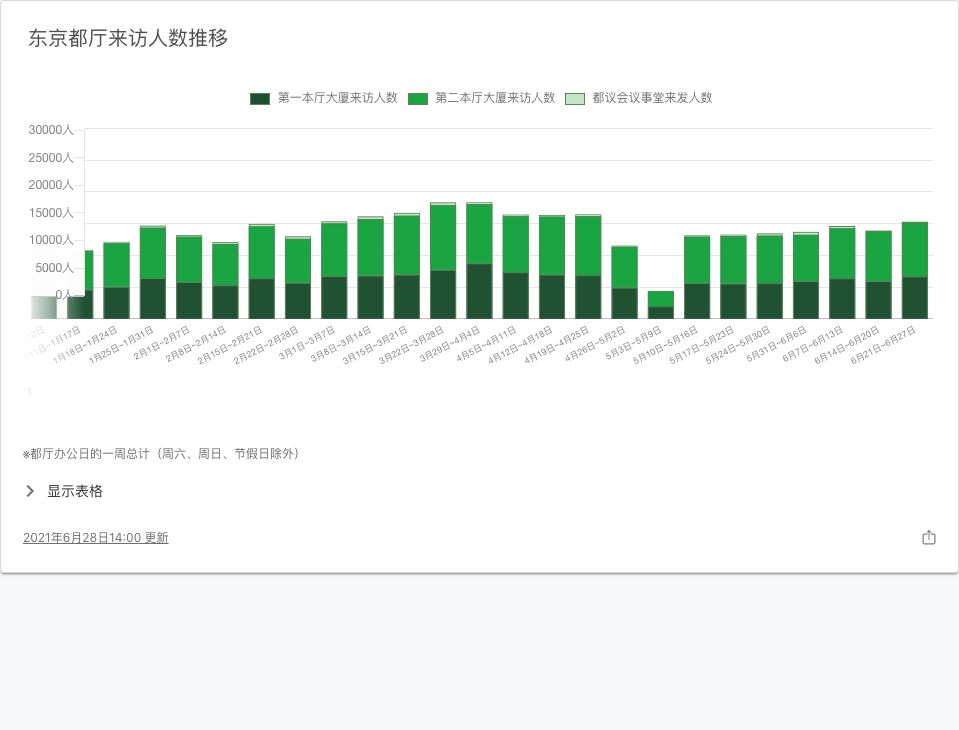 东京都厅来访人数推移
第一本厅大厦来访人数
第二本厅大厦来访人数
都议会议事堂来发人数
30000人
25000人
20000人
15000人
10000人
5000人
0人
1月18日~1月24日
1月25日~1月31日
2月1日~2月7日
2月8日~2月14日
2月15日~2月21日
2月22日~2月28日
3月1日~3月7日
3月8日~3月14日
3月15日~3月21日
3月22日~3月28日
3月29日~4月4日
4月5日~4月11日
4月12日~4月18日
4月19日~4月25日
4月26日~5月2日
5月3日~5月9日
5月10日~5月16日
5月17日~5月23日
5月24日~5月30日
5月31日~6月6日
6月7日~6月13日
6月14日~6月20日
6月21日~6月27日
※都厅办公日的一周总计（周六、周日、节假日除外）
显示表格
2021年6月28日14:00 更新